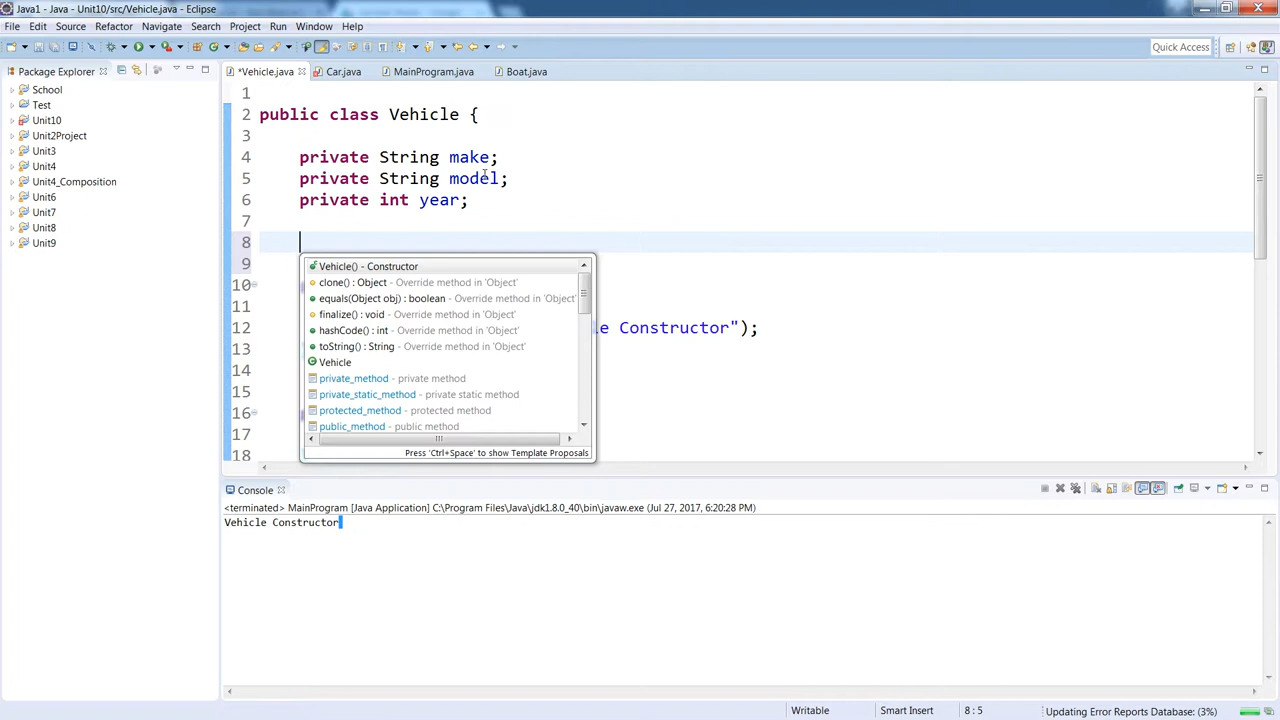 Java1 - Java - Unit10/src/Vehicle.java - Eclipse
File Edit Source Refactor Navigate Search Project Run Window Help
Quick Access
Package Explorer
*Vehicle.java Car.java MainProgram.java Boat.java
School
Test
Unit10
Unit2Project
Unit3
Unit4
Unit4_Composition
Unit6
Unit7
Unit8
Unit9
1
2 public class Vehicle {
3
4 private String make;
5 private String model;
6 private int year;
7
8
9
10
11
12 le Constructor");
13
14
15
16
17
18
Vehicle() - Constructor
clone() : Object - Override method in 'Object'
equals(Object obj) : boolean - Override method in 'Object'
finalize() : void - Override method in 'Object'
hashCode() : int - Override method in 'Object'
toString() : String - Override method in 'Object'
Vehicle
private_method - private method
private_static_method - private static method
protected_method - protected method
public_method - public method
Press 'Ctrl+Space' to show Template Proposals
Console
<terminated> MainProgram [Java Application] C:\Program Files\Java\jdk1.8.0_40\bin\javaw.exe (Jul 27, 2017, 6:20:28 PM)
Vehicle Constructor
Writable Smart Insert 8 : 5 Updating Error Reports Database: (3%)